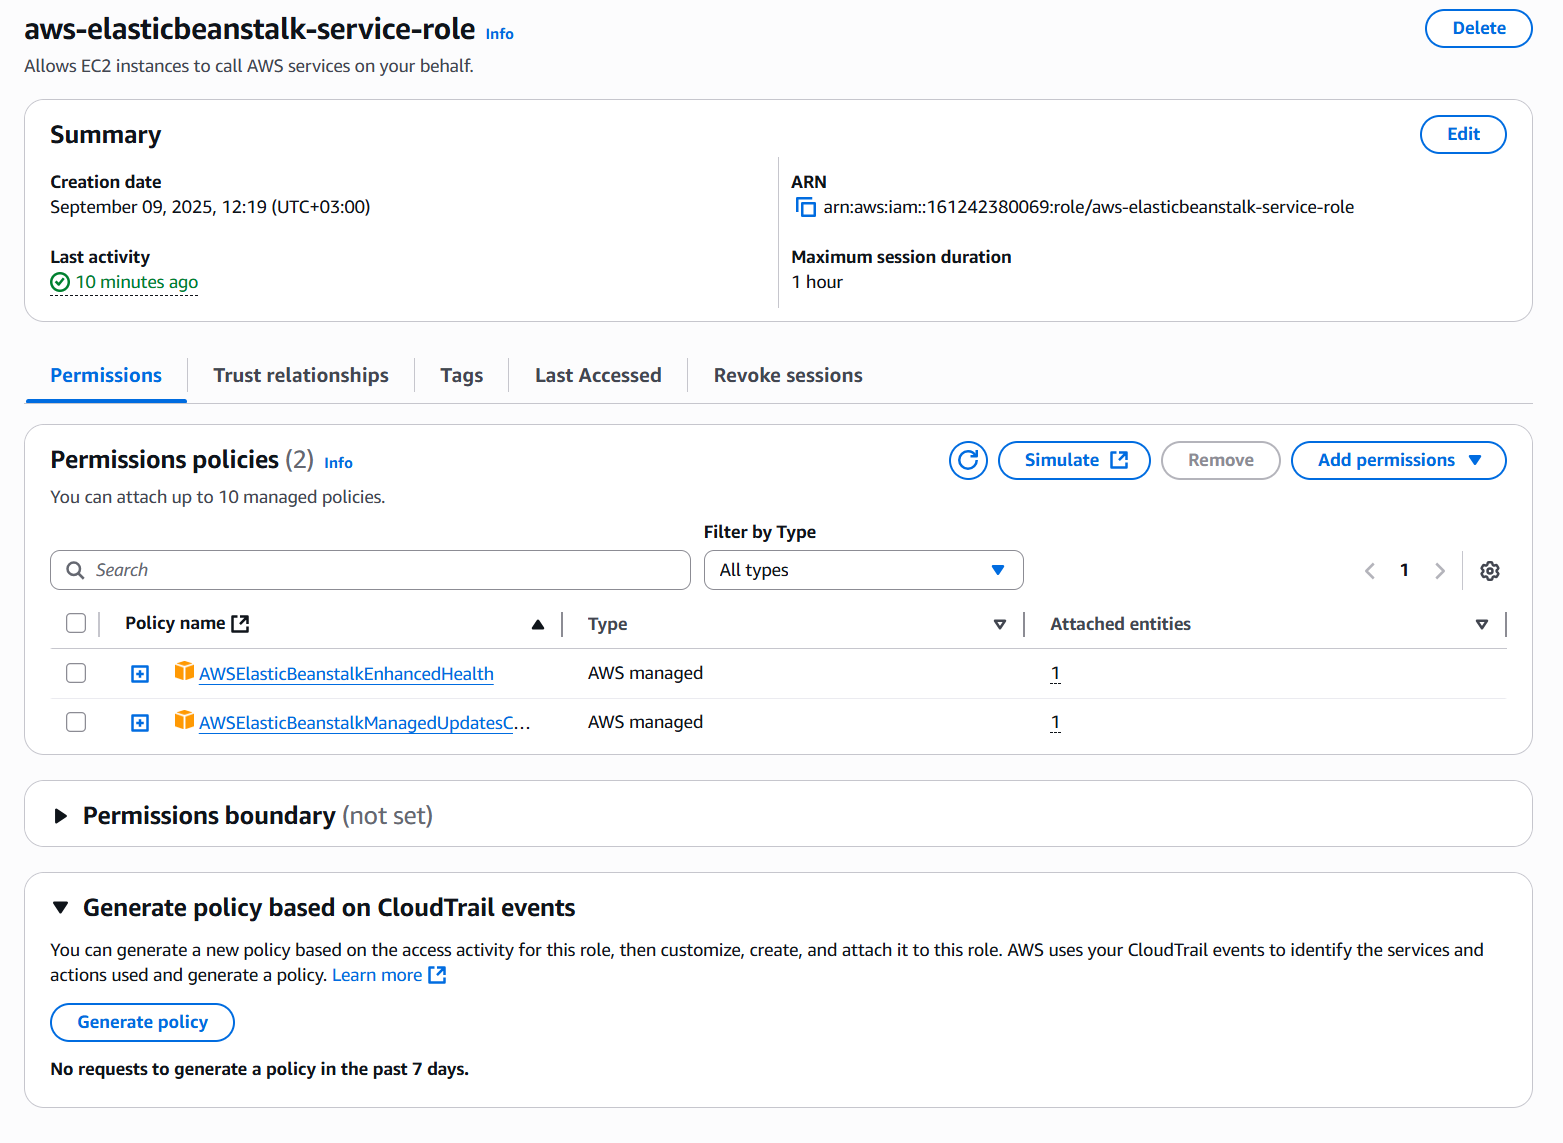 aws-elasticbeanstalk-service-role Info
Delete
Allows EC2 instances to call AWS services on your behalf.
Summary
Edit
Creation date
September 09, 2025, 12:19 (UTC+03:00)
ARN
arn:aws:iam::161242380069:role/aws-elasticbeanstalk-service-role
Last activity
10 minutes ago
Maximum session duration
1 hour
Permissions
Trust relationships
Tags
Last Accessed
Revoke sessions
Permissions policies (2) Info
Simulate
Remove
Add permissions
You can attach up to 10 managed policies.
Filter by Type
Search
All types
1
Policy name
Type
Attached entities
AWSElasticBeanstalkEnhancedHealth
AWS managed
1
AWSElasticBeanstalkManagedUpdatesC...
AWS managed
1
Permissions boundary (not set)
Generate policy based on CloudTrail events
You can generate a new policy based on the access activity for this role, then customize, create, and attach it to this role. AWS uses your CloudTrail events to identify the services and
actions used and generate a policy. Learn more
Generate policy
No requests to generate a policy in the past 7 days.